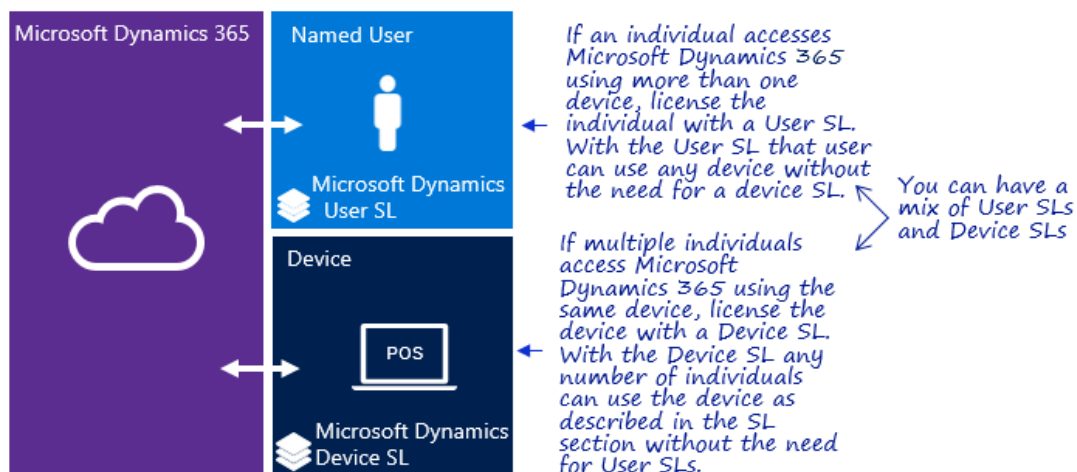 Microsoft Dynamics 365
Named User
Microsoft Dynamics
User SL
Device
POS
Microsoft Dynamics
Device SL
If an individual accesses
Microsoft Dynamics 365
using more than one
device, license the
individual with a User SL.
With the User SL that user
can use any device without
the need for a device SL.
If multiple individuals
access Microsoft
Dynamics 365 using the
same device, license the
device with a Device SL.
With the Device SL any
number of individuals
can use the device as
described in the SL
section without the need
for User SLs.
You can have a
mix of User SLs
and Device SLs